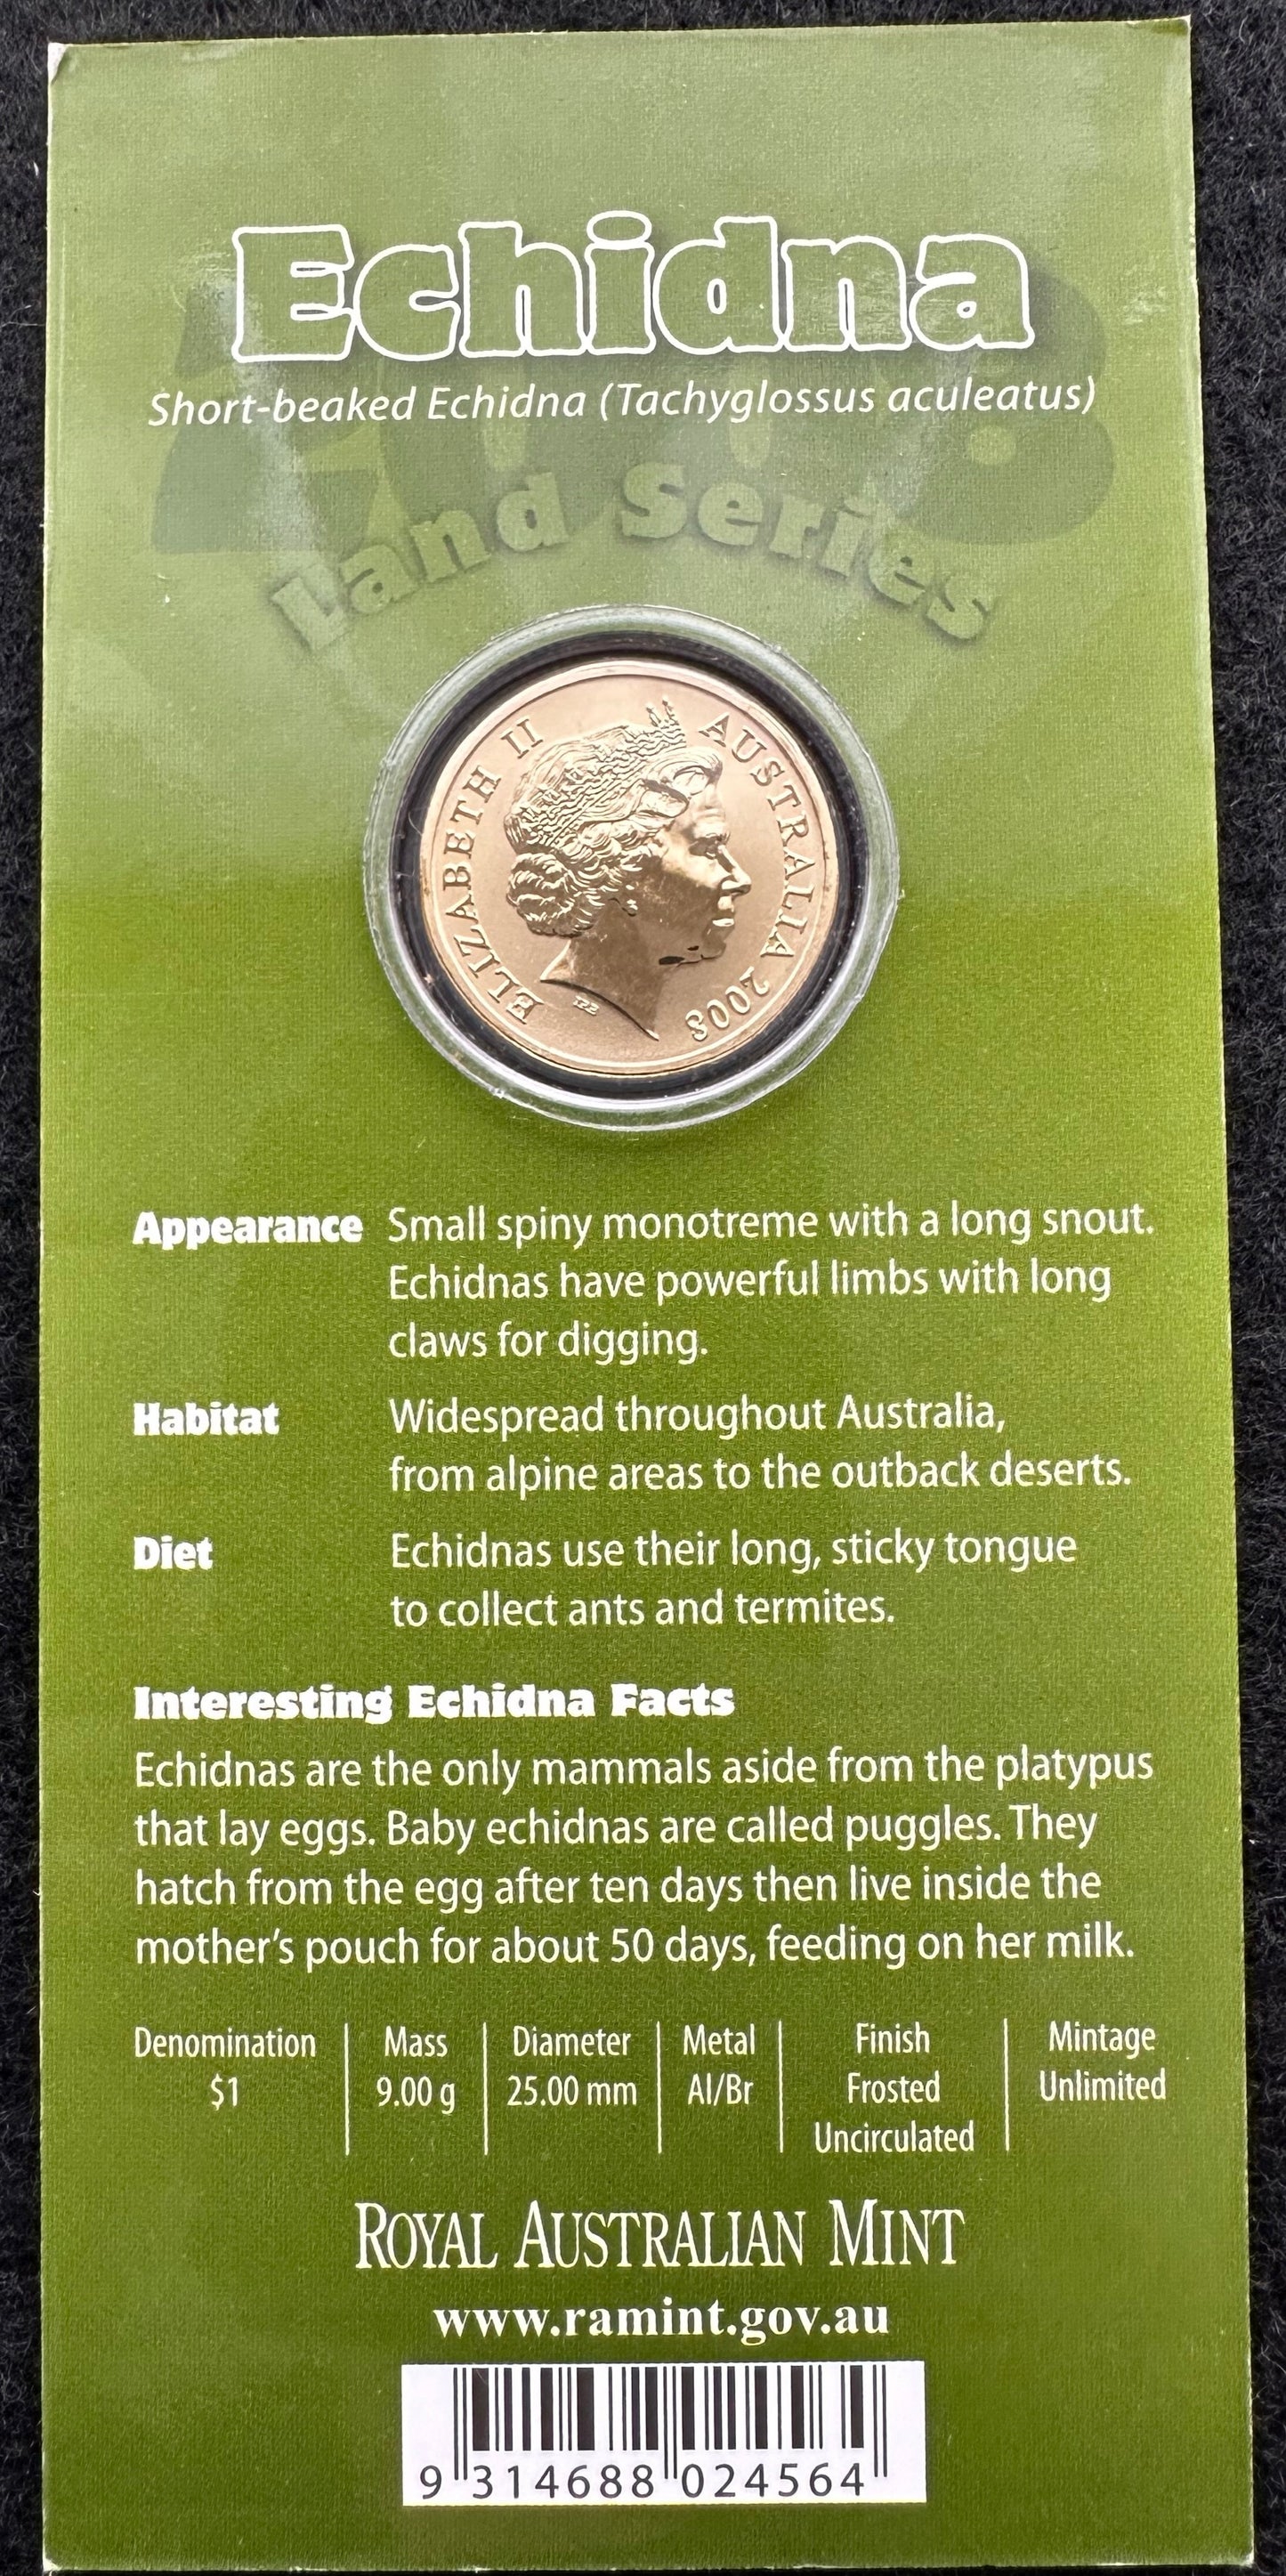 Echidna
Short-beaked Echidna (Tachyglossus aculeatus)
2008
Land Series
ELIZABETH II AUSTRALIA 2008
IRB
Appearance Small spiny monotreme with a long snout.
Echidnas have powerful limbs with long
claws for digging.
Habitat Widespread throughout Australia,
from alpine areas to the outback deserts.
Diet Echidnas use their long, sticky tongue
to collect ants and termites.
Interesting Echidna Facts
Echidnas are the only mammals aside from the platypus
that lay eggs. Baby echidnas are called puggles. They
hatch from the egg after ten days then live inside the
mother's pouch for about 50 days, feeding on her milk.
Denomination Mass Diameter Metal Finish Mintage
$1 9.00 g 25.00 mm Al/Br Frosted Unlimited
Uncirculated
ROYAL AUSTRALIAN MINT
www.ramint.gov.au
9 314688 024564